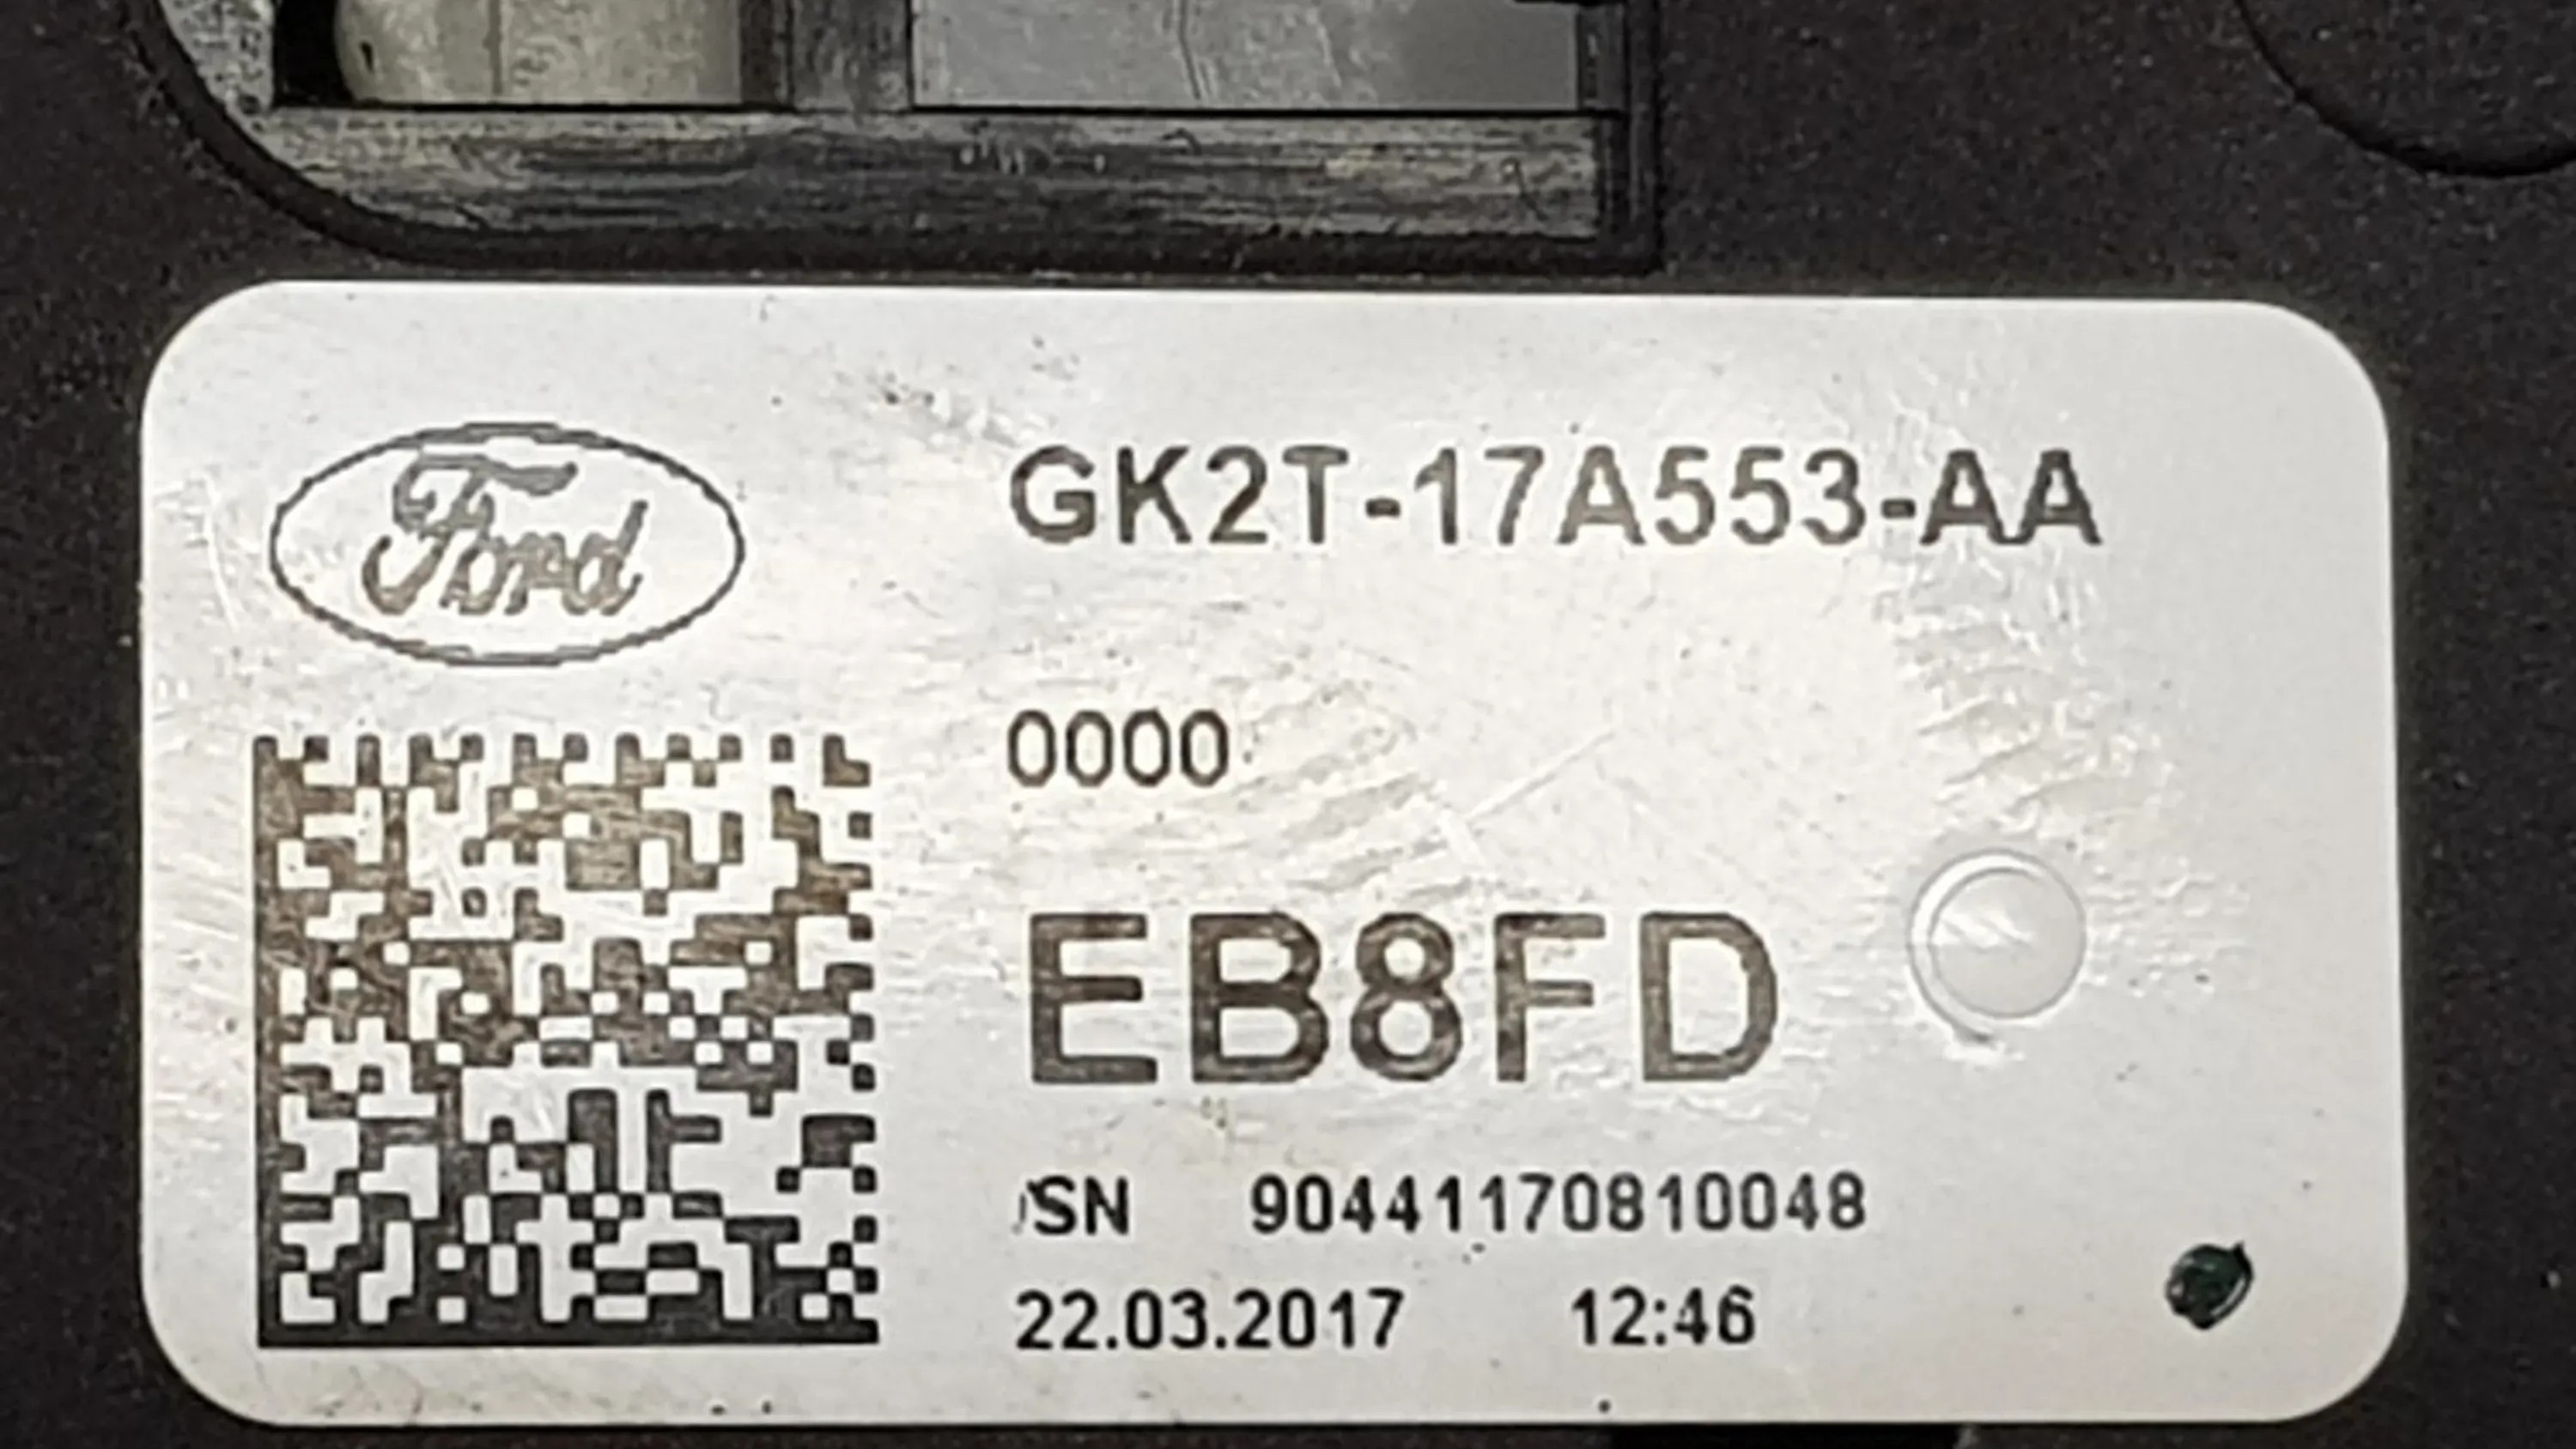 Ford
GK2T-17A553-AA
0000
EB8FD
SN 90441170810048
22.03.2017 12:46